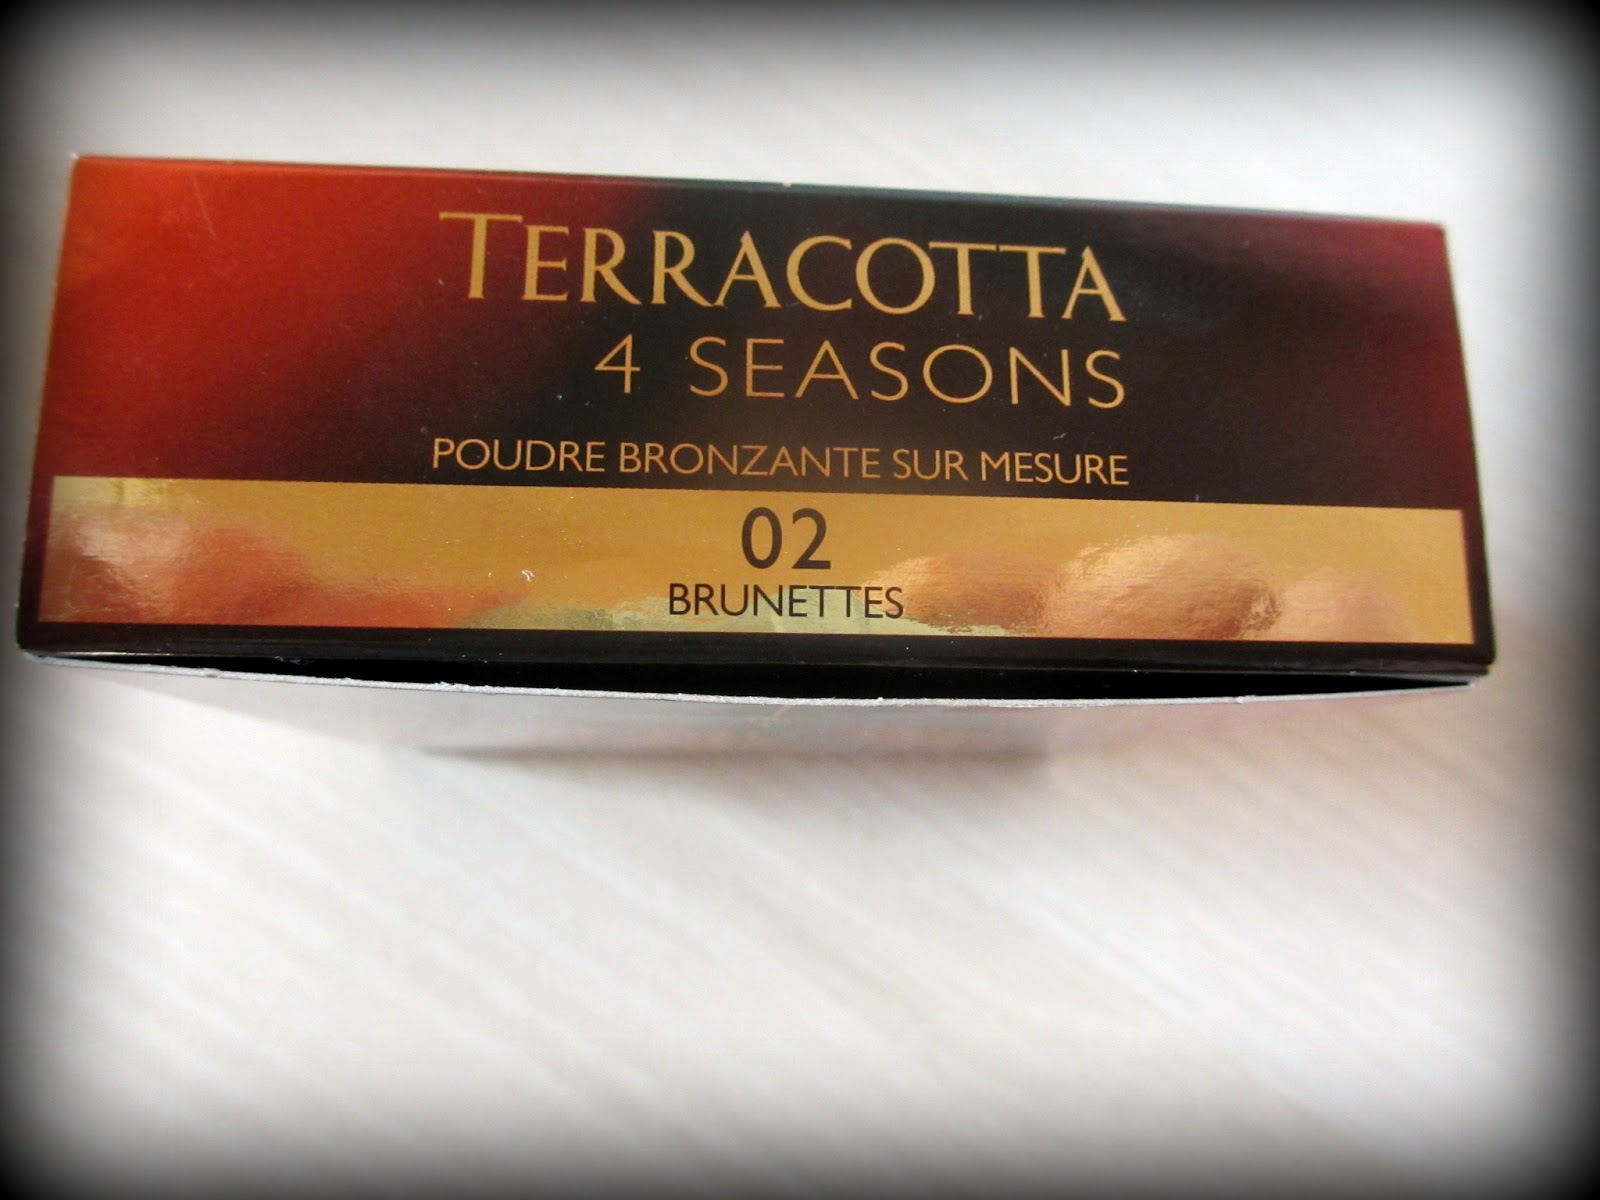 TERRACOTTA
4 SEASONS
POUDRE BRONZANTE SUR MESURE
02
BRUNETTES